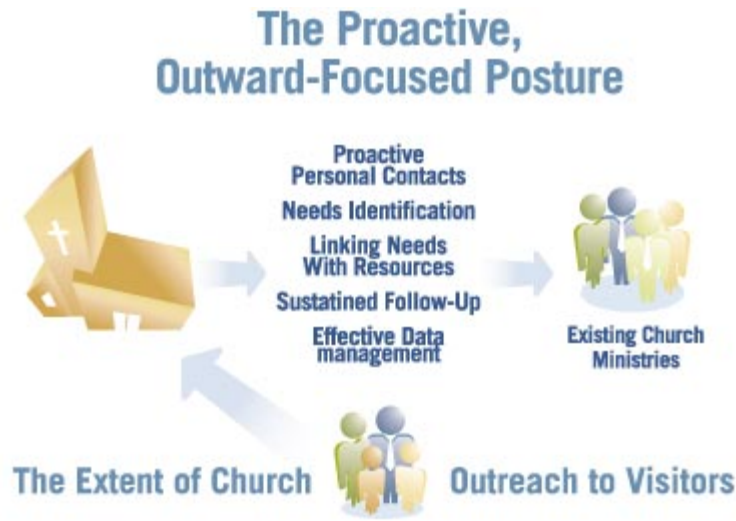 The Proactive,
Outward-Focused Posture
Proactive
Personal Contacts
Needs Identification
Linking Needs
With Resources
Sustatined Follow-Up
Effective Data
management
Existing Church
Ministries
The Extent of Church Outreach to Visitors